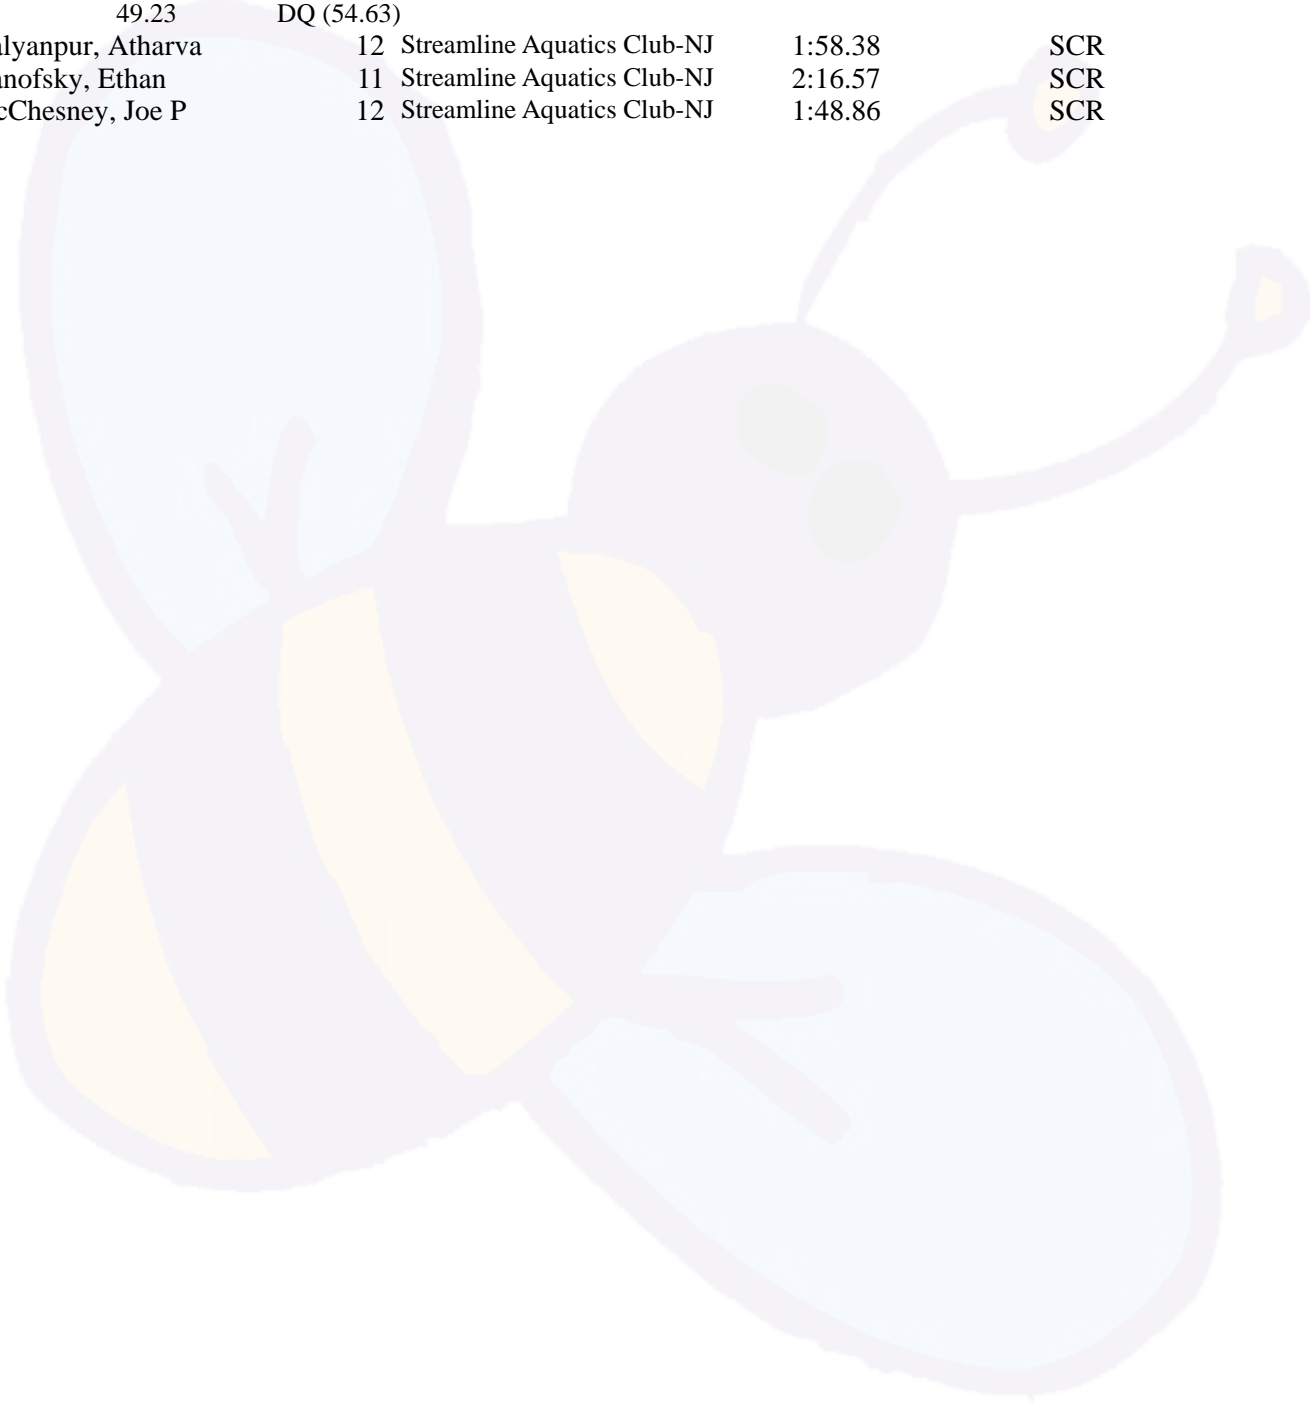 49.23 DQ (54.63)
alyanpur, Atharva 12 Streamline Aquatics Club-NJ 1:58.38 SCR
anofsky, Ethan 11 Streamline Aquatics Club-NJ 2:16.57 SCR
cChesney, Joe P 12 Streamline Aquatics Club-NJ 1:48.86 SCR